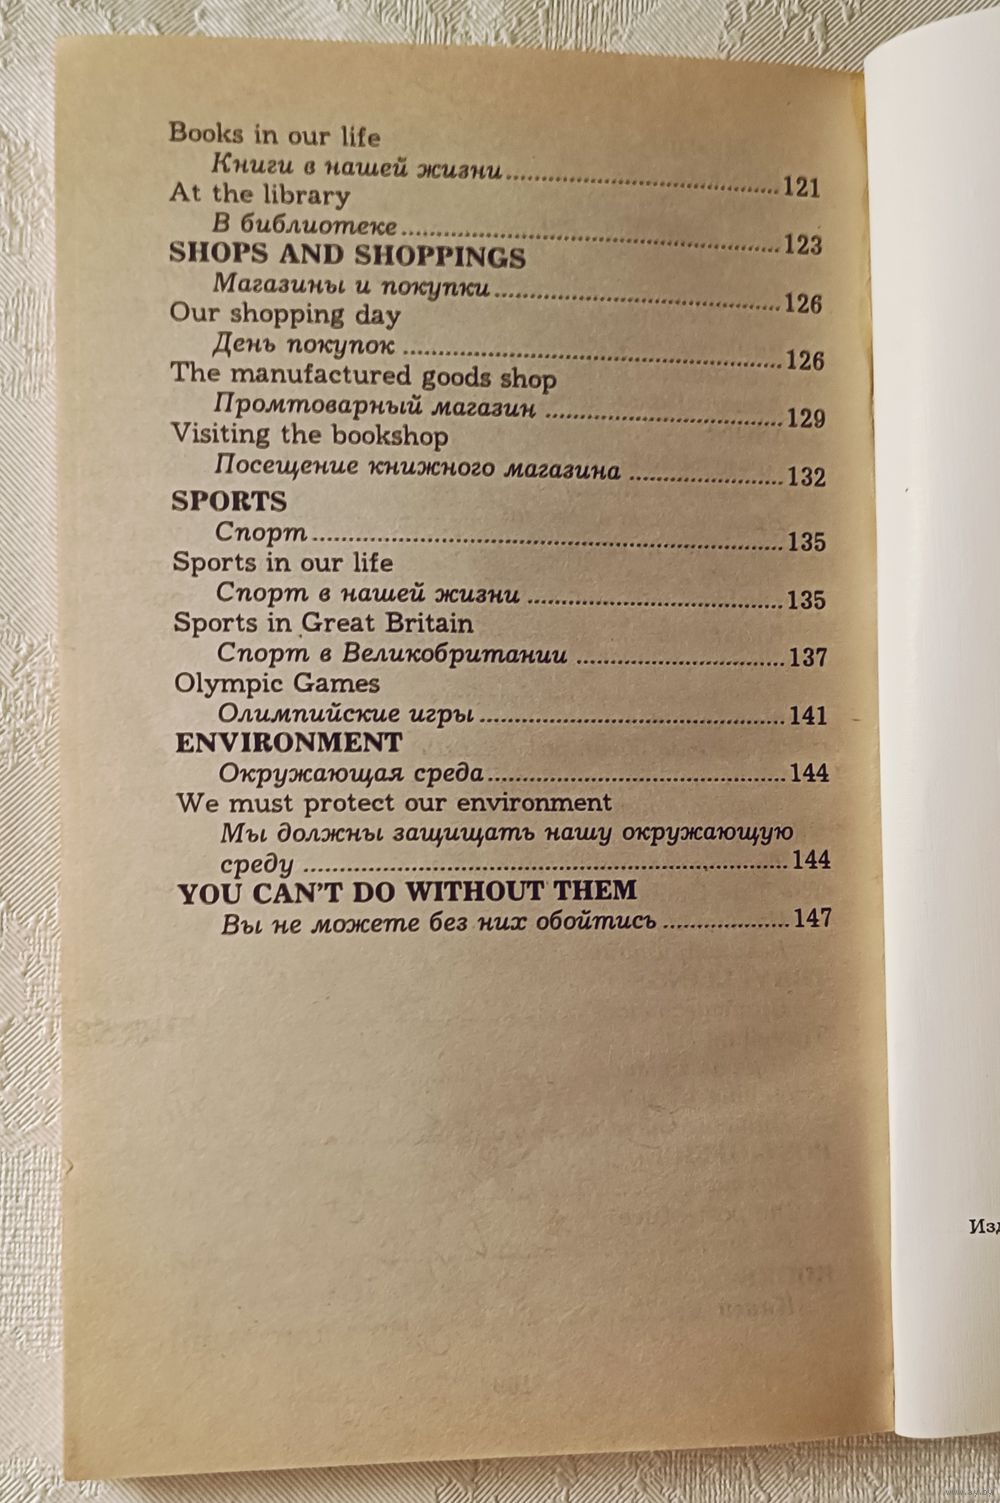 Books in our life
Книги в нашей жизни........................................121
At the library
В библиотеке.....................................................123
SHOPS AND SHOPPINGS
Магазины и покупки........................................126
Our shopping day
День покупок .....................................................126
The manufactured goods shop
Промтоварный магазин .................................129
Visiting the bookshop
Посещение книжного магазина .....................132
SPORTS
Спорт..................................................................135
Sports in our life
Спорт в нашей жизни ...................................135
Sports in Great Britain
Спорт в Великобритании .............................137
Olympic Games
Олимпийские игры..........................................141
ENVIRONMENT
Окружающая среда.........................................144
We must protect our environment
Мы должны защищать нашу окружающую
среду ..................................................................144
YOU CAN'T DO WITHOUT THEM
Вы не можете без них обойтись..................147
www.ay.by